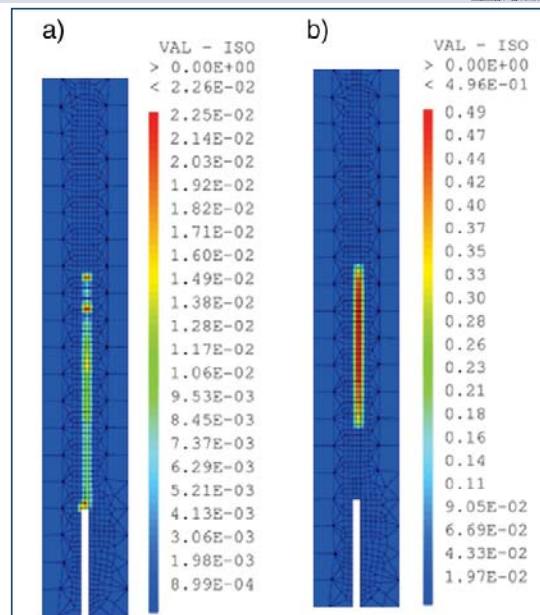 a)
VAL - ISO
> 0.00E+00
< 2.26E-02
2.25E-02
2.14E-02
2.03E-02
1.92E-02
1.82E-02
1.71E-02
1.60E-02
1.49E-02
1.38E-02
1.28E-02
1.17E-02
1.06E-02
9.53E-03
8.45E-03
7.37E-03
6.29E-03
5.21E-03
4.13E-03
3.06E-03
1.98E-03
8.99E-04
b)
VAL - ISO
> 0.00E+00
< 4.96E-01
0.49
0.47
0.44
0.42
0.40
0.37
0.35
0.33
0.30
0.28
0.26
0.23
0.21
0.18
0.16
0.14
0.11
9.05E-02
6.69E-02
4.33E-02
1.97E-02